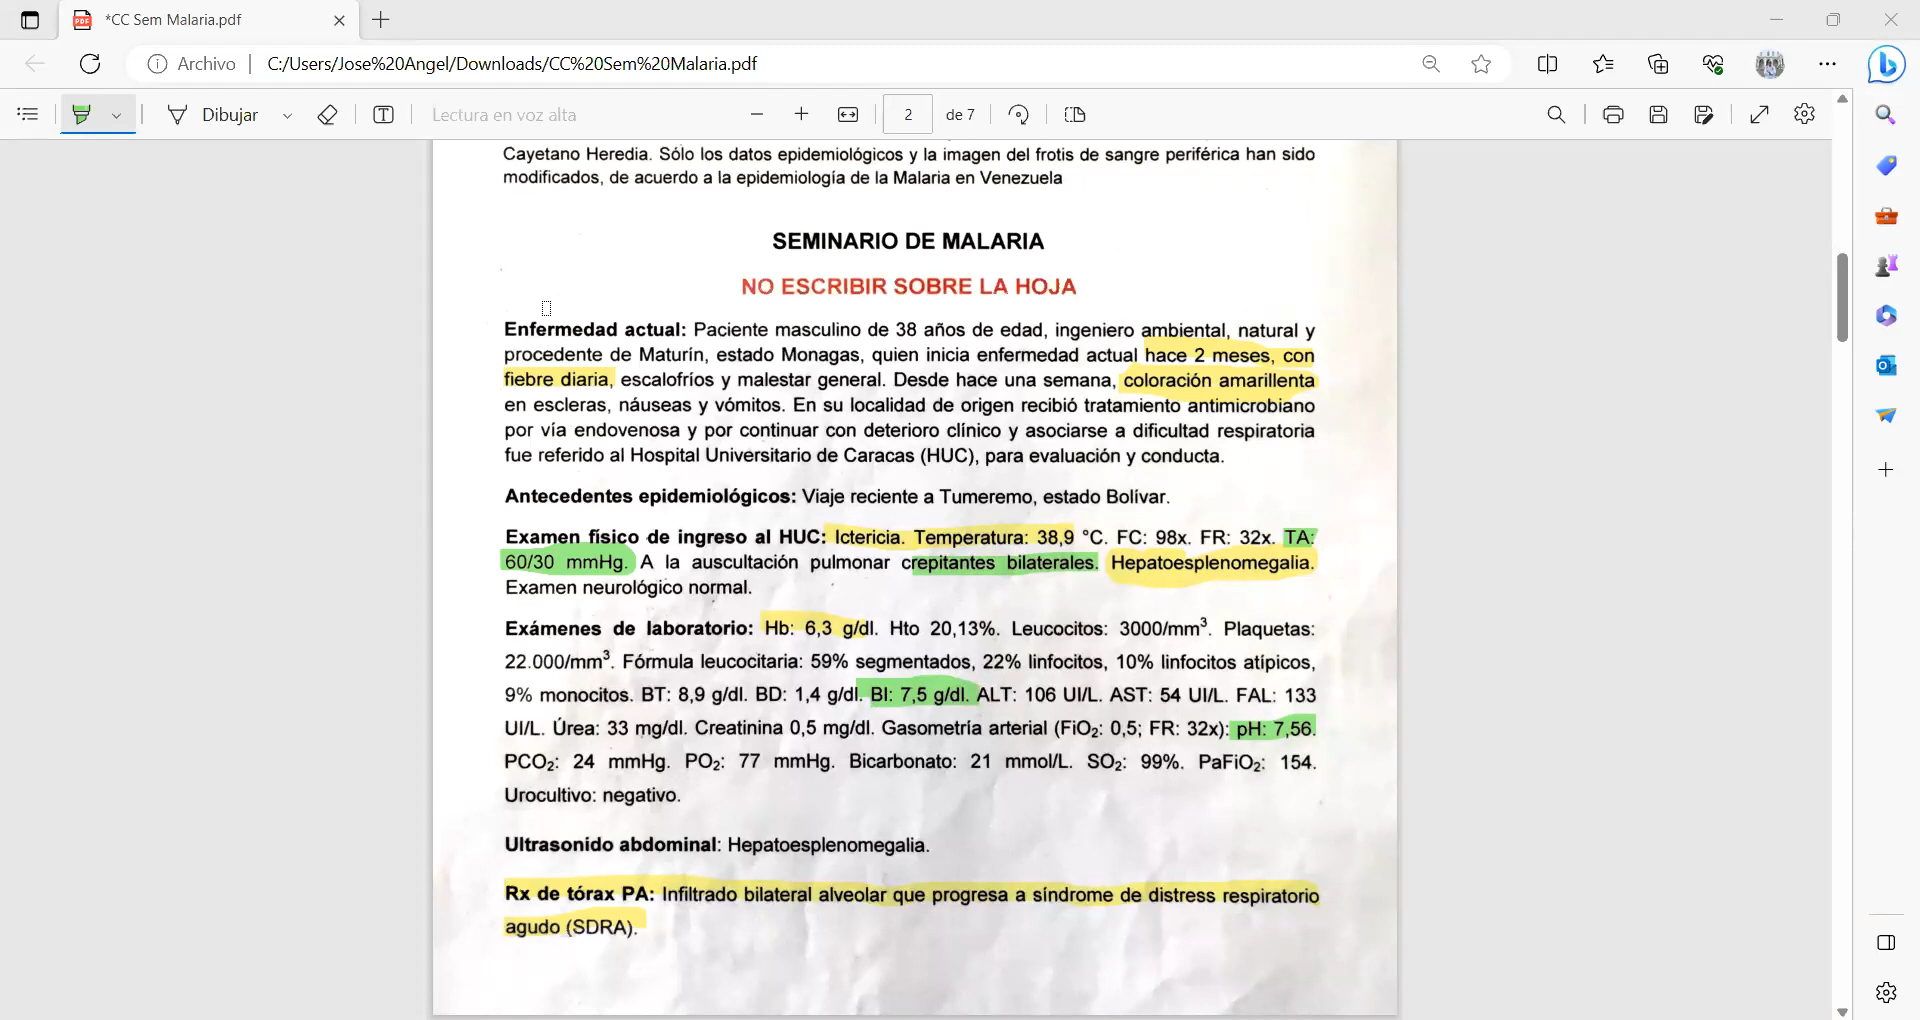 *CC Sem Malaria.pdf
Archivo | C:/Users/Jose%20Angel/Downloads/CC%20Sem%20Malaria.pdf
Dibujar Lectura en voz alta 2 de 7
Cayetano Heredia. Sólo los datos epidemiológicos y la imagen del frotis de sangre periférica han sido
modificados, de acuerdo a la epidemiología de la Malaria en Venezuela
SEMINARIO DE MALARIA
NO ESCRIBIR SOBRE LA HOJA
Enfermedad actual: Paciente masculino de 38 años de edad, ingeniero ambiental, natural y
procedente de Maturín, estado Monagas, quien inicia enfermedad actual hace 2 meses, con
fiebre diaria, escalofríos y malestar general. Desde hace una semana, coloración amarillenta
en escleras, náuseas y vómitos. En su localidad de origen recibió tratamiento antimicrobiano
por vía endovenosa y por continuar con deterioro clínico y asociarse a dificultad respiratoria
fue referido al Hospital Universitario de Caracas (HUC), para evaluación y conducta.
Antecedentes epidemiológicos: Viaje reciente a Tumeremo, estado Bolívar.
Examen físico de ingreso al HUC: Ictericia. Temperatura: 38,9 °C. FC: 98x. FR: 32x. TA:
60/30 mmHg. A la auscultación pulmonar crepitantes bilaterales. Hepatoesplenomegalia.
Examen neurológico normal.
Exámenes de laboratorio: Hb: 6,3 g/dl. Hto 20,13%. Leucocitos: 3000/mm³. Plaquetas:
22.000/mm³. Fórmula leucocitaria: 59% segmentados, 22% linfocitos, 10% linfocitos atípicos,
9% monocitos. BT: 8,9 g/dl. BD: 1,4 g/dl. BI: 7,5 g/dl. ALT: 106 UI/L. AST: 54 UI/L. FAL: 133
UI/L. Úrea: 33 mg/dl. Creatinina 0,5 mg/dl. Gasometría arterial (FiO₂: 0,5; FR: 32x): pH: 7,56.
PCO₂: 24 mmHg. PO₂: 77 mmHg. Bicarbonato: 21 mmol/L. SO₂: 99%. PaFiO₂: 154.
Urocultivo: negativo.
Ultrasonido abdominal: Hepatoesplenomegalia.
Rx de tórax PA: Infiltrado bilateral alveolar que progresa a síndrome de distress respiratorio
agudo (SDRA).